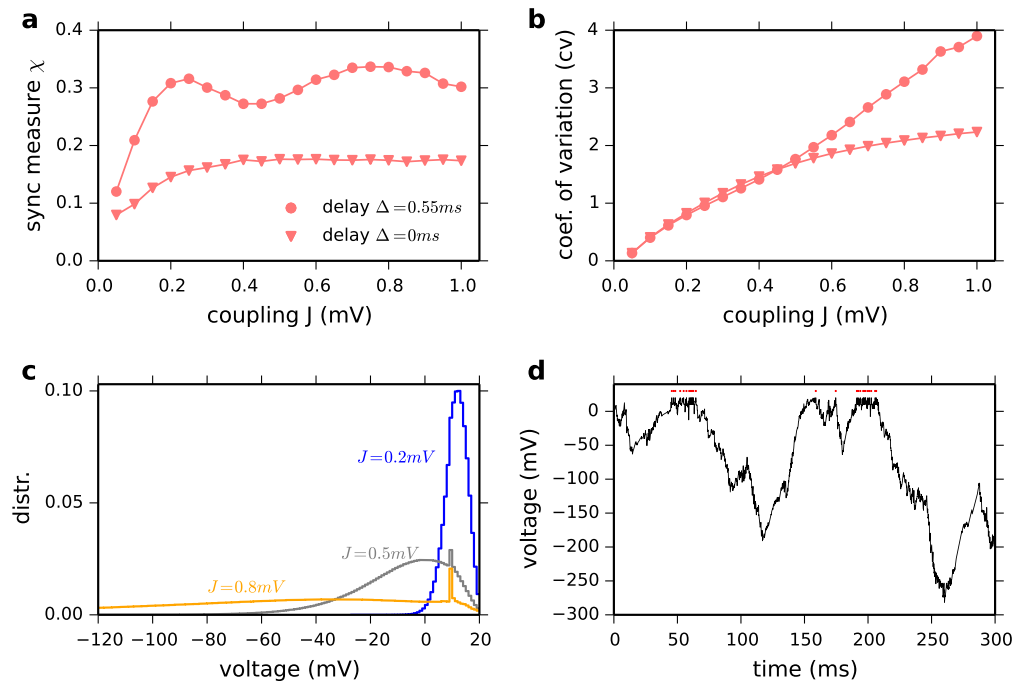 a
sync measure χ
0.4
0.3
0.2
0.1
0.0
0.0 0.2 0.4 0.6 0.8 1.0
coupling J (mV)
delay Δ=0.55ms
delay Δ=0ms
b
coef. of variation (cv)
4
3
2
1
0
0.0 0.2 0.4 0.6 0.8 1.0
coupling J (mV)
c
distr.
0.10
0.05
0.00
J=0.2mV
J=0.5mV
J=0.8mV
−120 −100 −80 −60 −40 −20 0 20
voltage (mV)
d
voltage (mV)
0
−50
−100
−150
−200
−250
−300
0 50 100 150 200 250 300
time (ms)